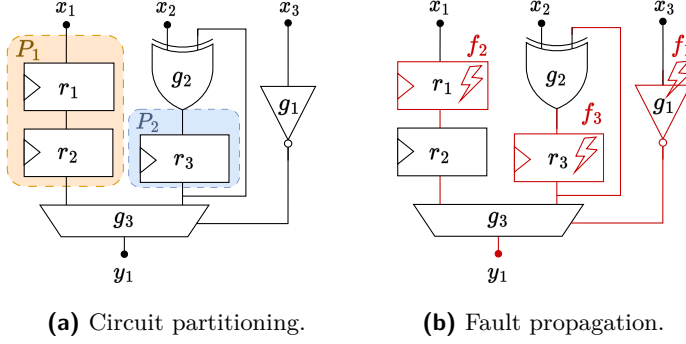 x₁ x₂ x₃
P₁
r₁
g₂
g₁
r₂
P₂
r₃
g₃
y₁
(a) Circuit partitioning.
x₁ x₂ x₃
f₂
r₁
g₂
g₁
f₃
r₂
r₃
g₃
y₁
(b) Fault propagation.